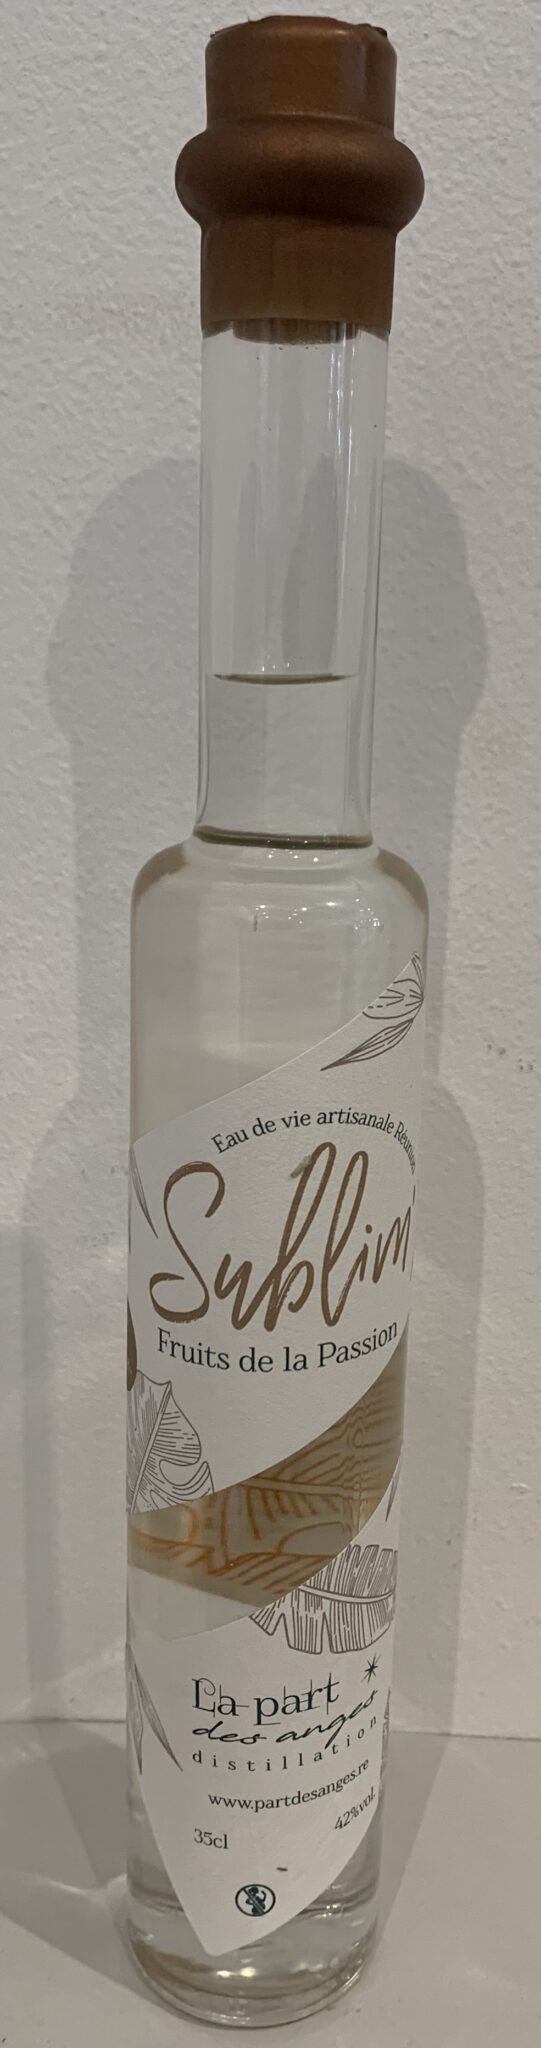 Eau de vie artisanale Réunion
Sublim'
Fruits de la Passion
La part
des anges
distillation
www.partdesanges.re
42%vol.
35cl